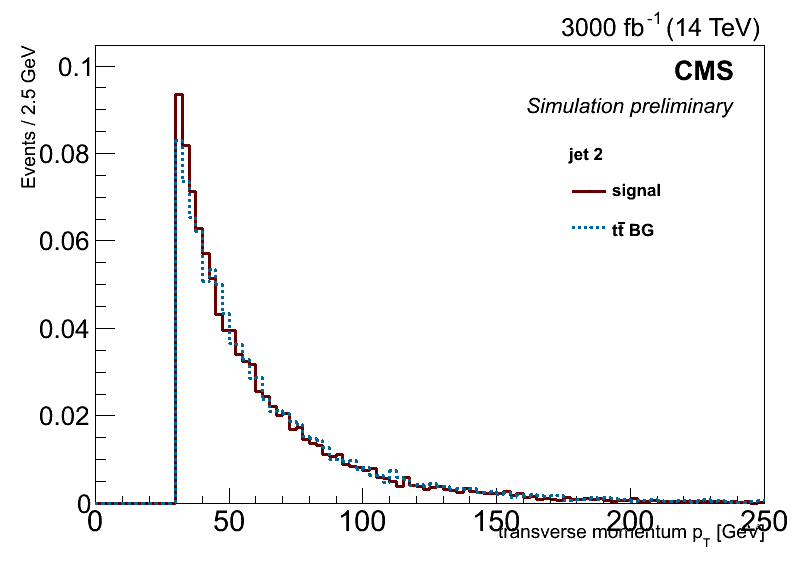 3000 fb⁻¹ (14 TeV)
Events / 2.5 GeV
CMS
Simulation preliminary
jet 2
signal
tt̄ BG
0.1
0.08
0.06
0.04
0.02
0
0 50 100 150 200 250
transverse momentum p_T [GeV]